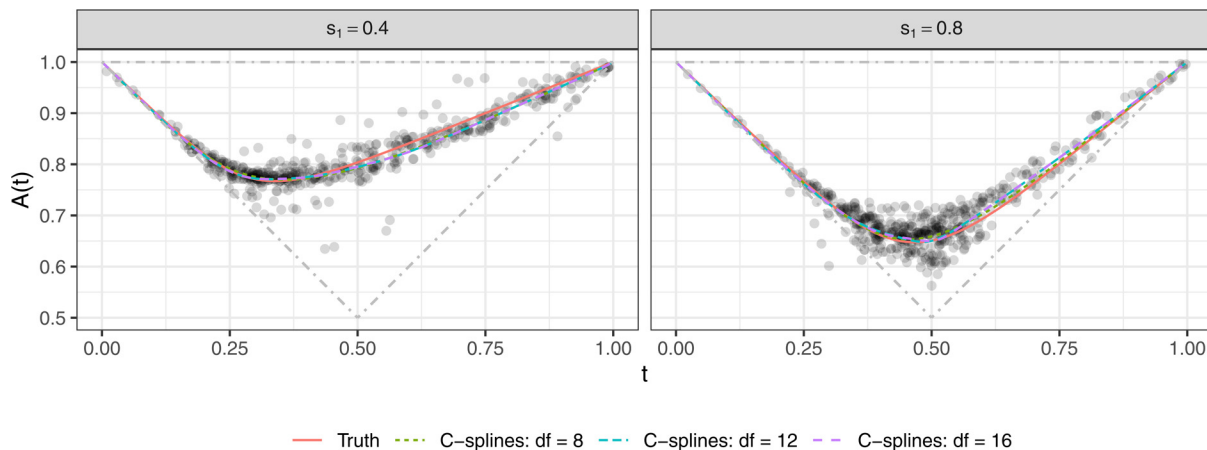 s₁ = 0.4
s₁ = 0.8
A(t)
1.0
0.9
0.8
0.7
0.6
0.5
0.00 0.25 0.50 0.75 1.00
0.00 0.25 0.50 0.75 1.00
t
Truth C−splines: df = 8 C−splines: df = 12 C−splines: df = 16